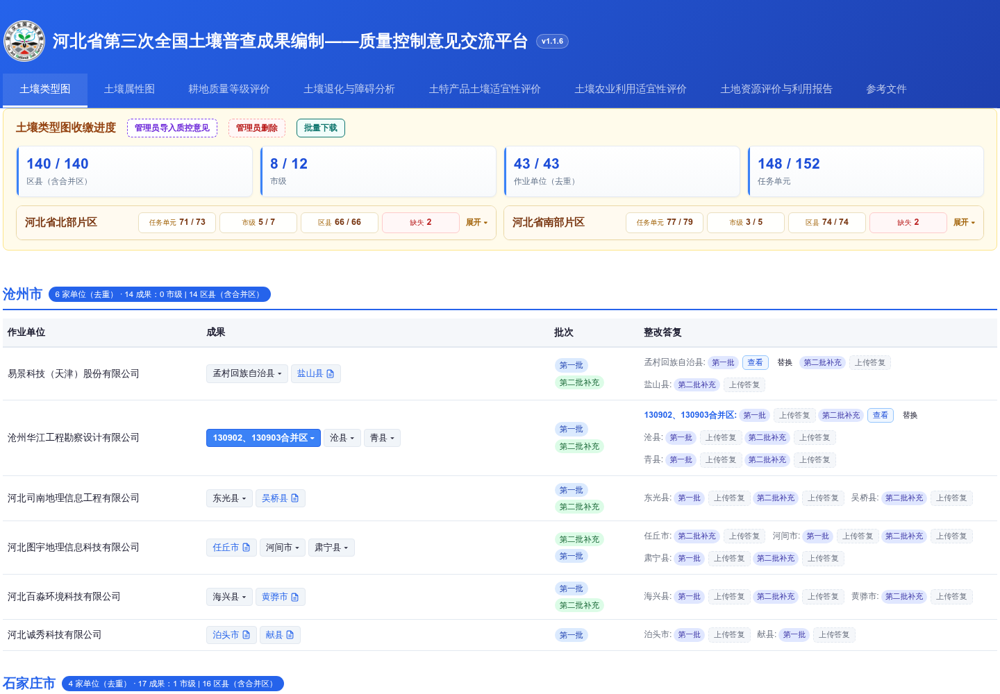 河北省第三次全国土壤普查成果编制——质量控制意见交流平台 v1.1.6
土壤类型图 土壤属性图 耕地质量等级评价 土壤退化与障碍分析 土特产品土壤适宜性评价 土壤农业利用适宜性评价 土地资源评价与利用报告 参考文件
土壤类型图收缴进度 管理员导入质控意见 管理员删除 批量下载
140 / 140 8 / 12 43 / 43 148 / 152
区县（含合并区） 市级 作业单位（去重） 任务单元
河北省北部片区 任务单元 71 / 73 市级 5 / 7 区县 66 / 66 缺失 2 展开 河北省南部片区 任务单元 77 / 79 市级 3 / 5 区县 74 / 74 缺失 2 展开
沧州市 6 家单位（去重） · 14 成果：0 市级 | 14 区县（含合并区）
作业单位 成果 批次 整改答复
易景科技（天津）股份有限公司 孟村回族自治县 盐山县 第一批 第二批补充
孟村回族自治县: 第一批 查看 替换 第二批补充 上传答复
盐山县: 第二批补充 上传答复
沧州华江工程勘察设计有限公司 130902、130903合并区 沧县 青县 第一批 第二批补充
130902、130903合并区: 第一批 上传答复 第二批补充 查看 替换
沧县: 第一批 上传答复 第二批补充 上传答复
青县: 第一批 上传答复 第二批补充 上传答复
河北司南地理信息工程有限公司 东光县 吴桥县 第一批 第二批补充
东光县: 第一批 上传答复 第二批补充 上传答复 吴桥县: 第二批补充 上传答复
河北图宇地理信息科技有限公司 任丘市 河间市 肃宁县 第二批补充 第一批
任丘市: 第二批补充 上传答复 河间市: 第一批 上传答复 第二批补充 上传答复
肃宁县: 第一批 上传答复 第二批补充 上传答复
河北百淼环境科技有限公司 海兴县 黄骅市 第一批 第二批补充
海兴县: 第一批 上传答复 第二批补充 上传答复 黄骅市: 第二批补充 上传答复
河北诚秀科技有限公司 泊头市 献县 第一批
泊头市: 第一批 上传答复 献县: 第一批 上传答复
石家庄市 4 家单位（去重） · 17 成果：1 市级 | 16 区县（含合并区）